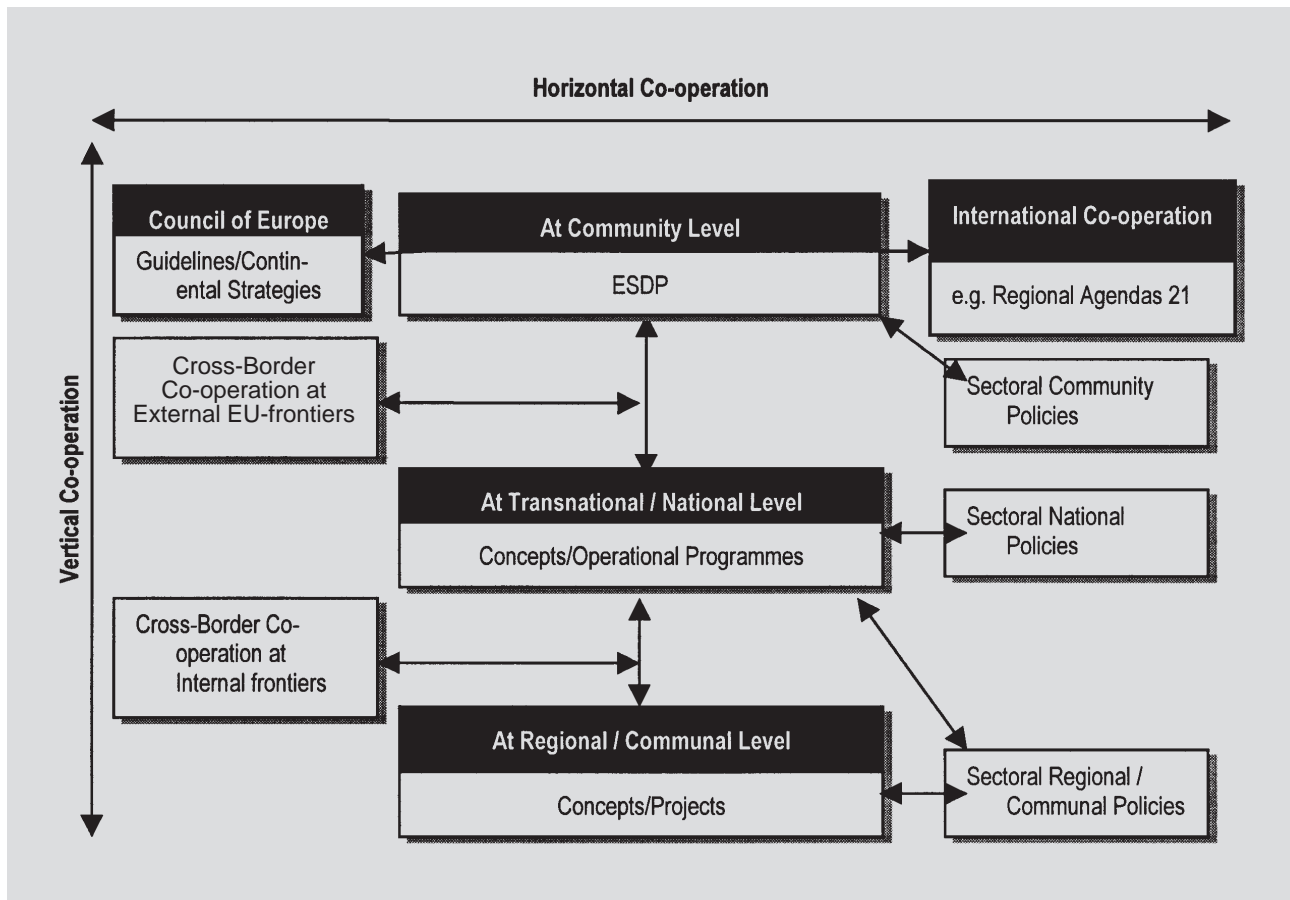 Horizontal Co-operation
Vertical Co-operation
Council of Europe
Guidelines/Contin-
ental Strategies
At Community Level
ESDP
International Co-operation
e.g. Regional Agendas 21
Cross-Border
Co-operation at
External EU-frontiers
Sectoral Community
Policies
At Transnational / National Level
Concepts/Operational Programmes
Sectoral National
Policies
Cross-Border Co-
operation at
Internal frontiers
At Regional / Communal Level
Concepts/Projects
Sectoral Regional /
Communal Policies